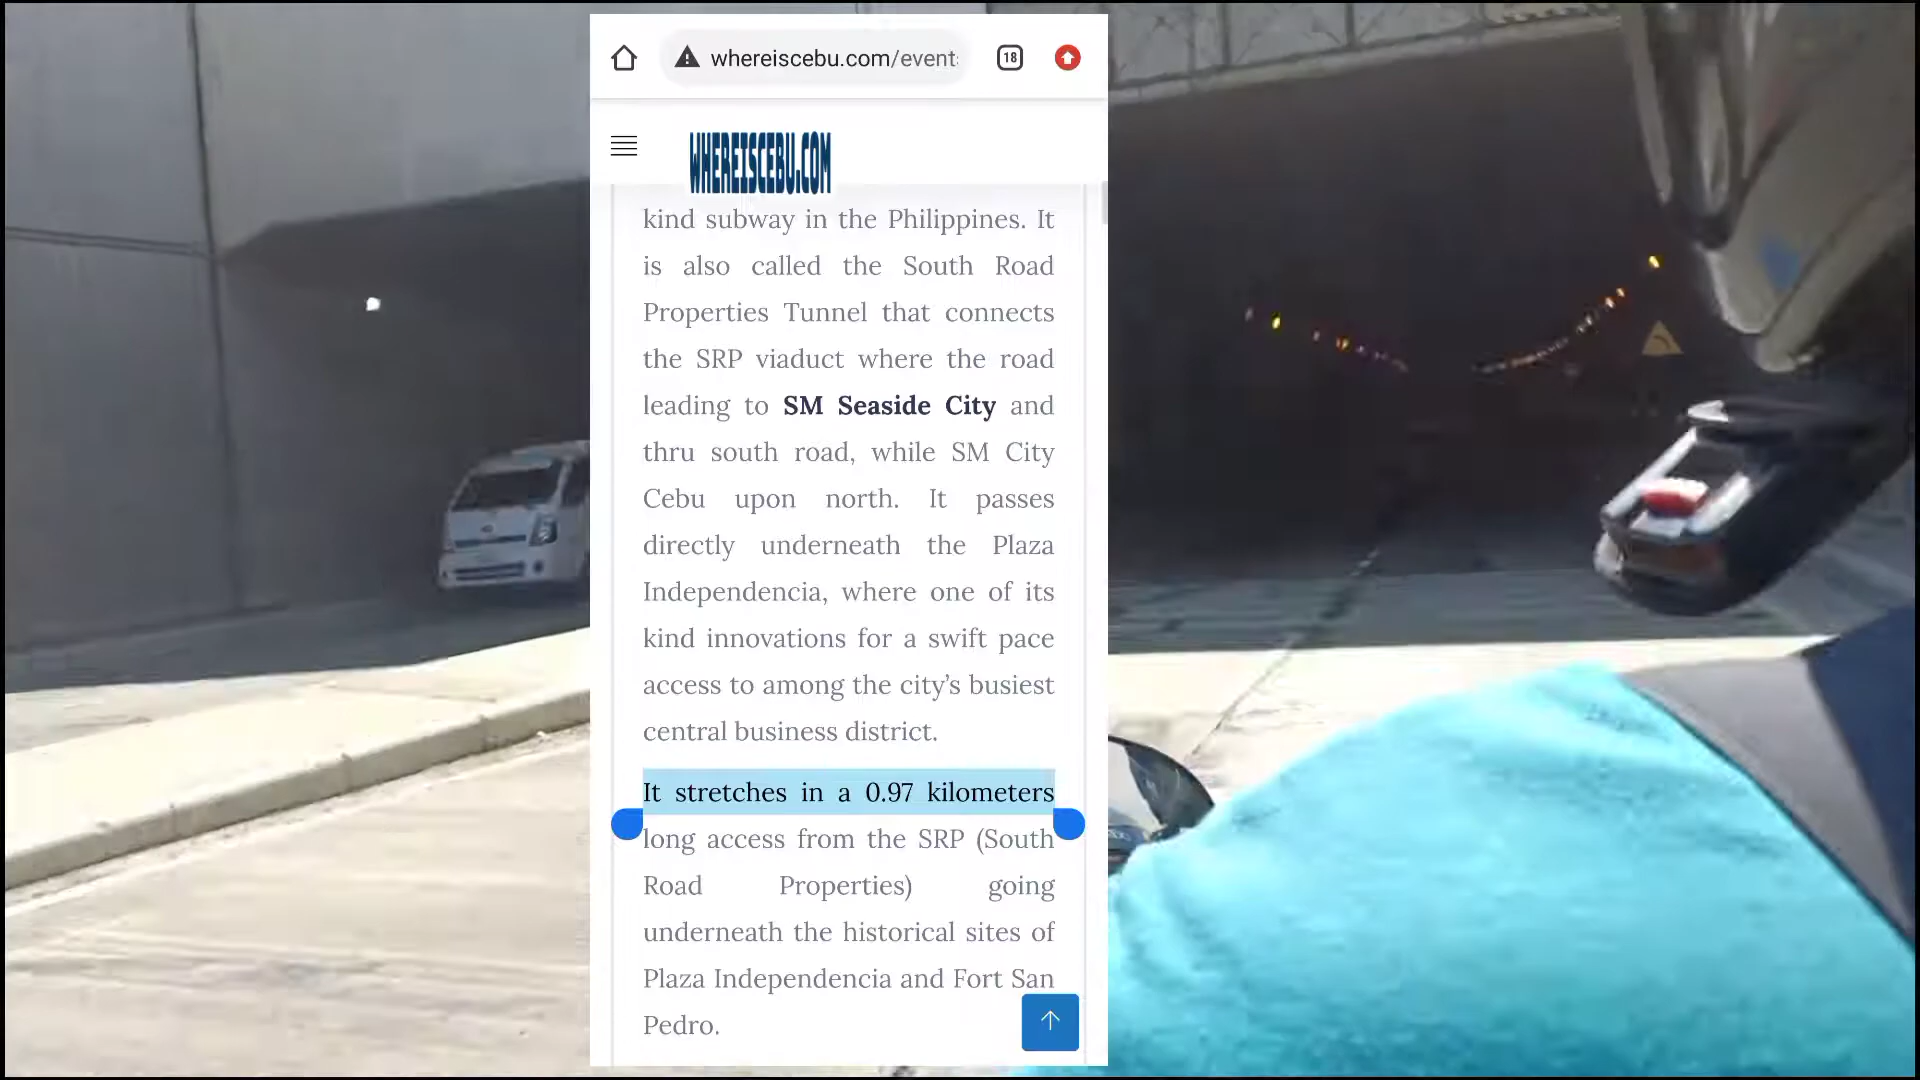 whereiscebu.com/event
18
WHEREISCEBU.COM
kind subway in the Philippines. It
is also called the South Road
Properties Tunnel that connects
the SRP viaduct where the road
leading to SM Seaside City and
thru south road, while SM City
Cebu upon north. It passes
directly underneath the Plaza
Independencia, where one of its
kind innovations for a swift pace
access to among the city’s busiest
central business district.
It stretches in a 0.97 kilometers
long access from the SRP (South
Road Properties) going
underneath the historical sites of
Plaza Independencia and Fort San
Pedro.